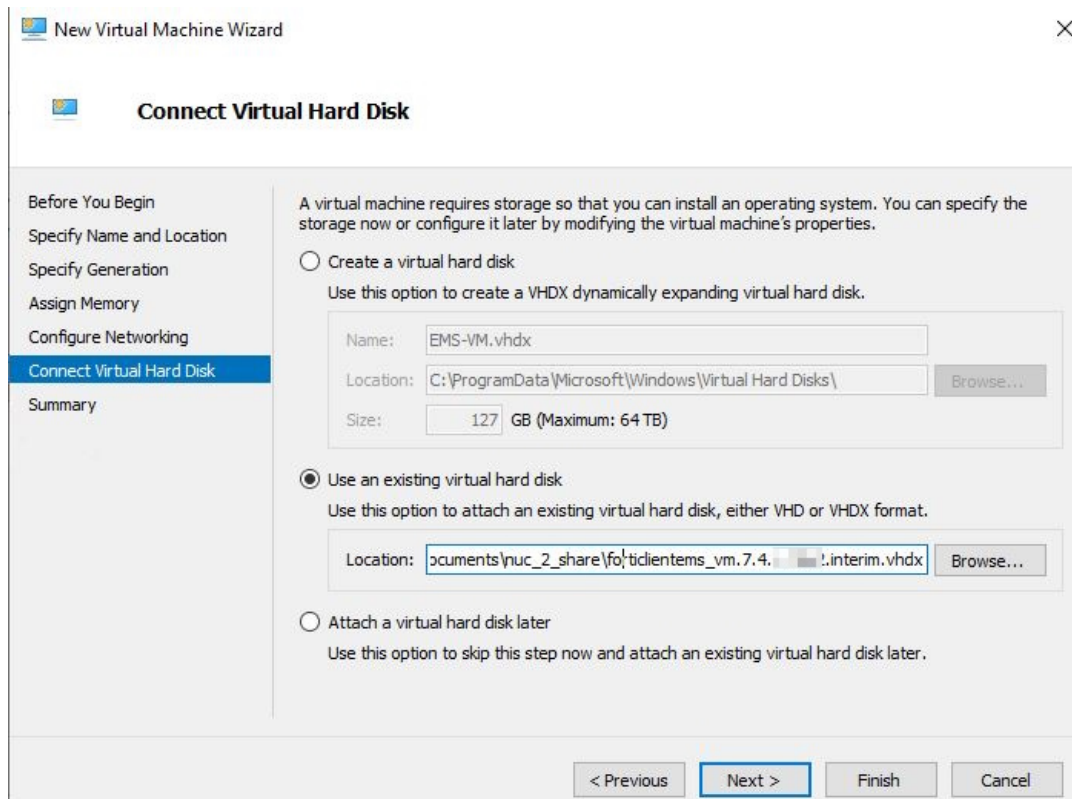 New Virtual Machine Wizard
Connect Virtual Hard Disk
Before You Begin
Specify Name and Location
Specify Generation
Assign Memory
Configure Networking
Connect Virtual Hard Disk
Summary
A virtual machine requires storage so that you can install an operating system. You can specify the
storage now or configure it later by modifying the virtual machine's properties.
Create a virtual hard disk
Use this option to create a VHDX dynamically expanding virtual hard disk.
Name: EMS-VM.vhdx
Location: C:\ProgramData\Microsoft\Windows\Virtual Hard Disks\ Browse...
Size: 127 GB (Maximum: 64 TB)
Use an existing virtual hard disk
Use this option to attach an existing virtual hard disk, either VHD or VHDX format.
Location: ocuments\nuc_2_share\forticlientems_vm.7.4. .interim.vhdx Browse...
Attach a virtual hard disk later
Use this option to skip this step now and attach an existing virtual hard disk later.
< Previous Next > Finish Cancel